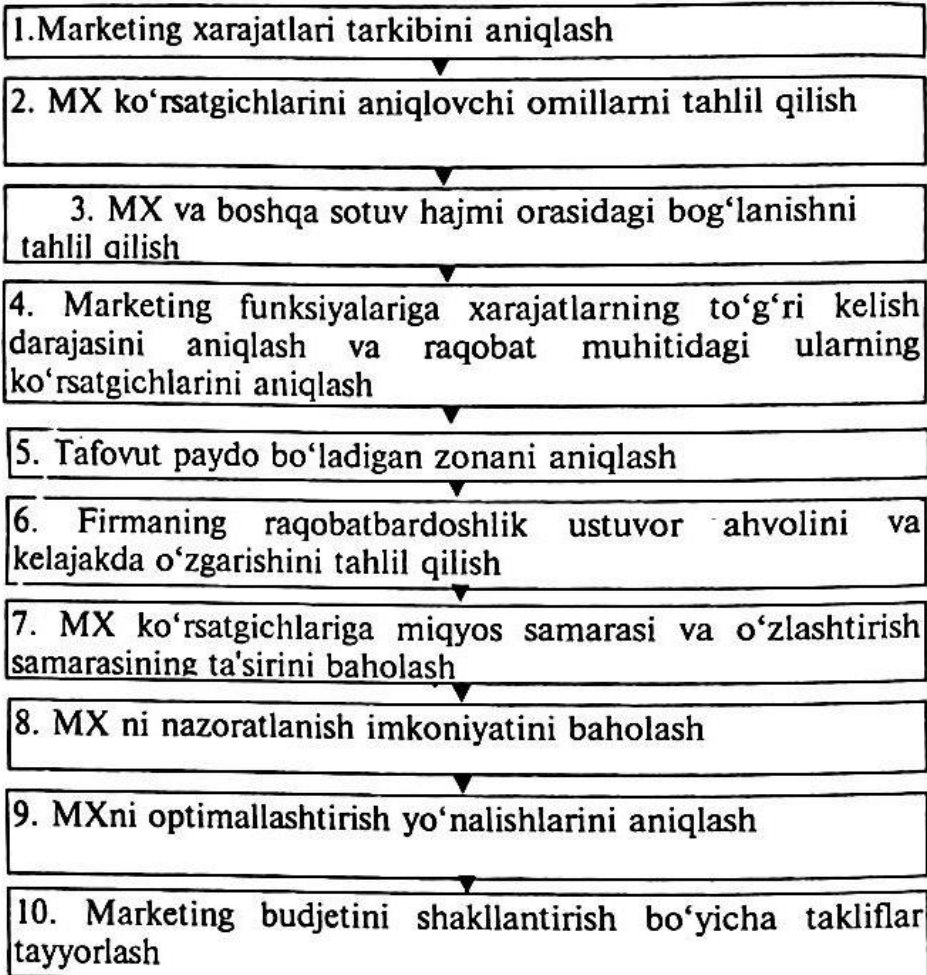 1.Marketing xarajatlari tarkibini aniqlash
2. MX ko‘rsatgichlarini aniqlovchi omillarni tahlil qilish
3. MX va boshqa sotuv hajmi orasidagi bog‘lanishni
tahlil qilish
4. Marketing funksiyalariga xarajatlarning to‘g‘ri kelish
darajasini aniqlash va raqobat muhitidagi ularning
ko‘rsatgichlarini aniqlash
5. Tafovut paydo bo‘ladigan zonani aniqlash
6. Firmaning raqobatbardoshlik ustuvor ahvolini va
kelajakda o‘zgarishini tahlil qilish
7. MX ko‘rsatgichlariga miqyos samarasi va o‘zlashtirish
samarasining ta'sirini baholash
8. MX ni nazoratlanish imkoniyatini baholash
9. MXni optimallashtirish yo‘nalishlarini aniqlash
10. Marketing budjetini shakllantirish bo‘yicha takliflar
tayyorlash